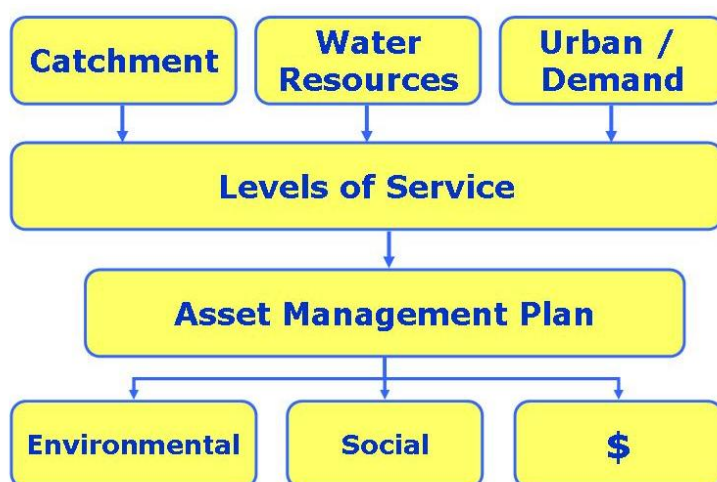 Catchment
Water
Resources
Urban /
Demand
Levels of Service
Asset Management Plan
Environmental
Social
$